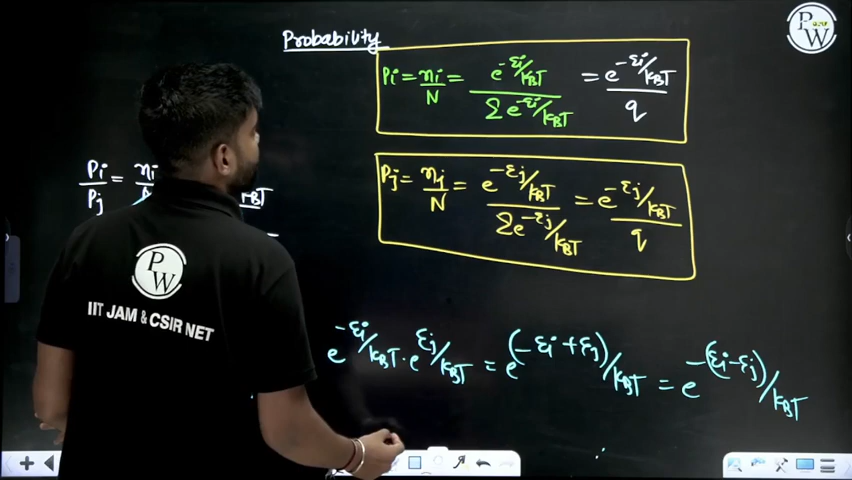 Probability
Pi = ni/N = e^-εi/kBT / Σe^-εi/kBT = e^-εi/kBT / q
Pj = nj/N = e^-εj/kBT / Σe^-εj/kBT = e^-εj/kBT / q
Pi/Pj =
e^-εi/kBT . e^εj/kBT = e^(-εi+εj)/kBT = e^-(εi-εj)/kBT
PW
IIT JAM & CSIR NET
PW